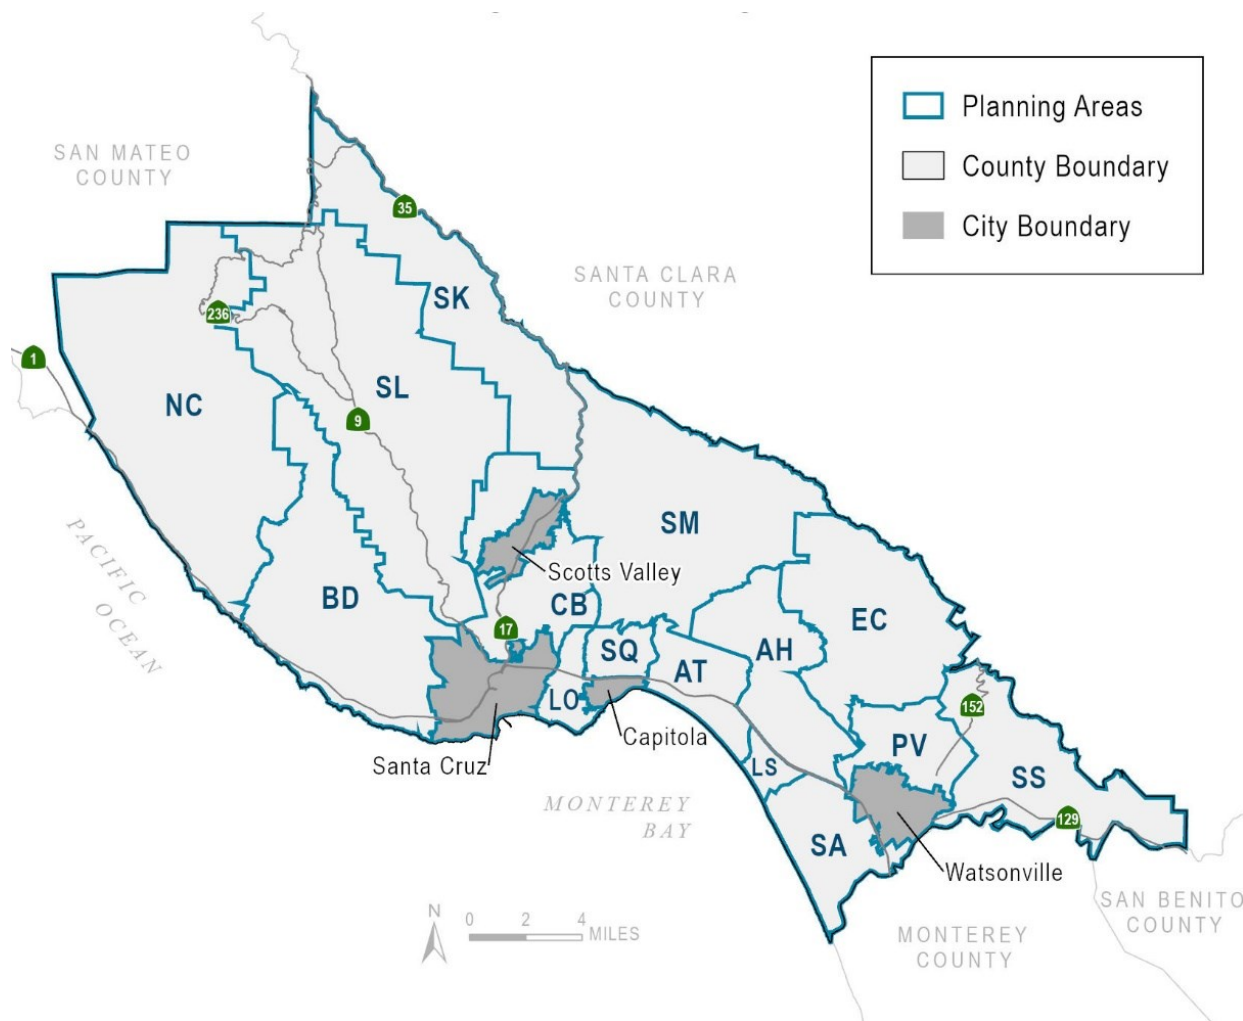 Planning Areas
County Boundary
City Boundary
SAN MATEO
COUNTY
35
SANTA CLARA
COUNTY
SK
236
1
NC
SL
9
SM
PACIFIC
OCEAN
Scotts Valley
BD
CB
EC
17
SQ
AH
AT
LO
152
Capitola
PV
Santa Cruz
LS
SS
MONTEREY
BAY
129
SA
Watsonville
N
0 2 4
MILES
MONTEREY
COUNTY
SAN BENITO
COUNTY